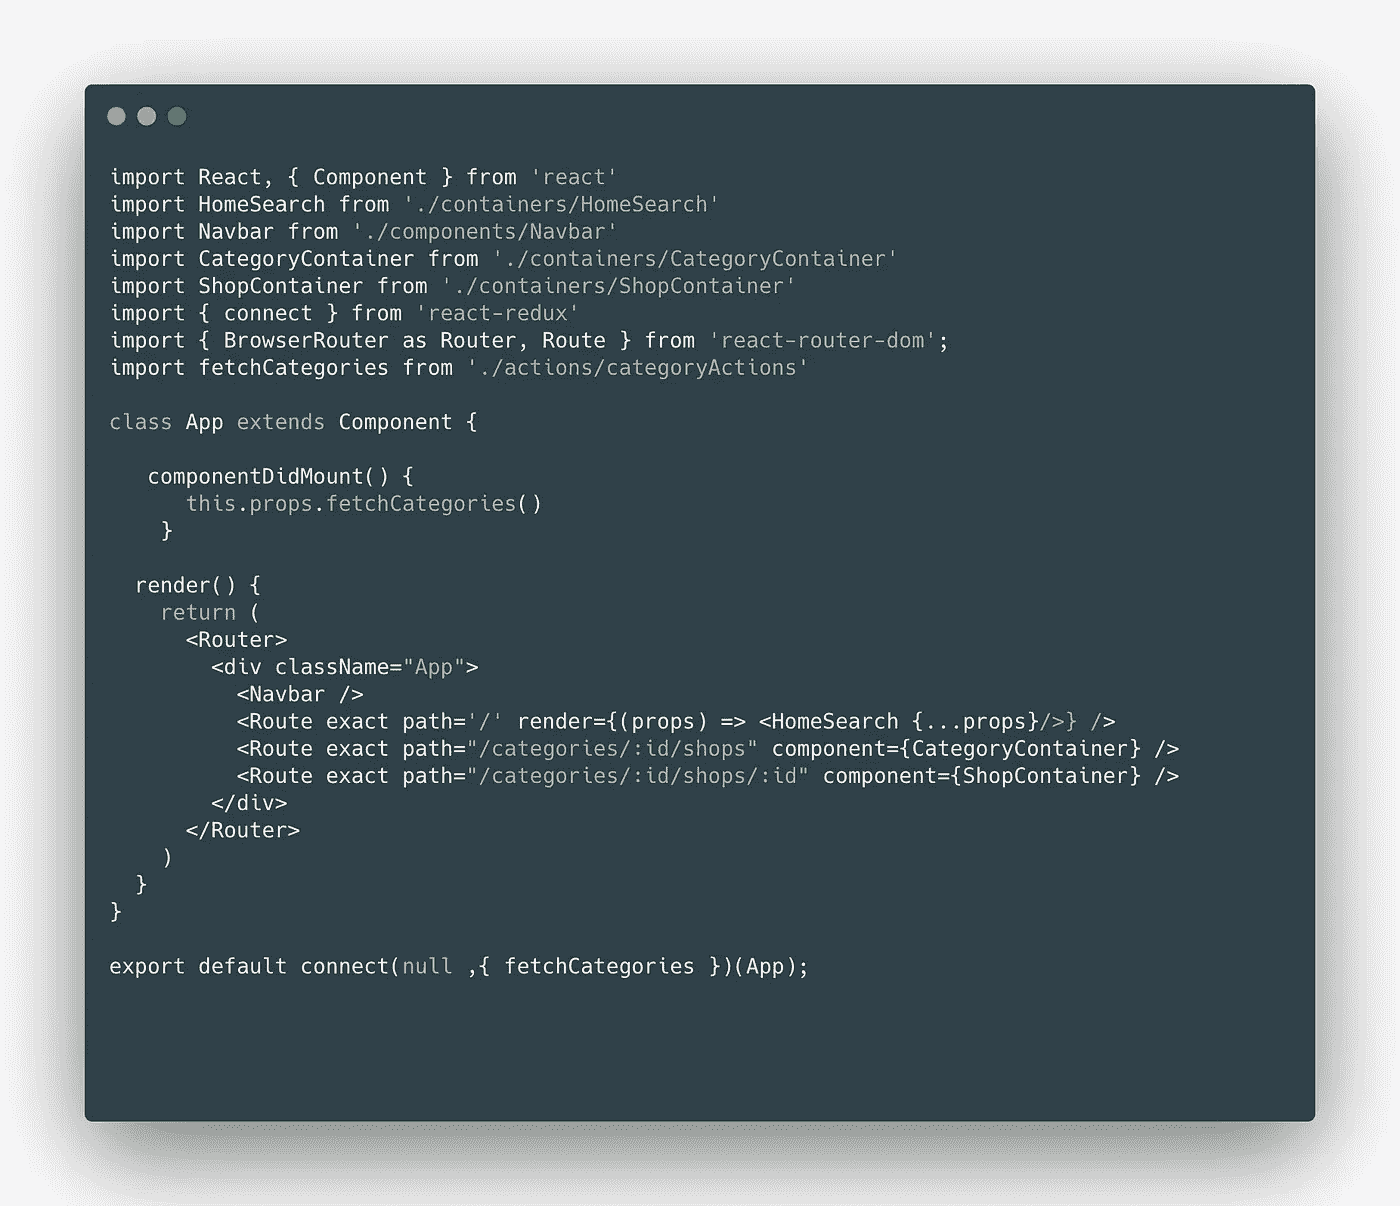 import React, { Component } from 'react'
import HomeSearch from './containers/HomeSearch'
import Navbar from './components/Navbar'
import CategoryContainer from './containers/CategoryContainer'
import ShopContainer from './containers/ShopContainer'
import { connect } from 'react-redux'
import { BrowserRouter as Router, Route } from 'react-router-dom';
import fetchCategories from './actions/categoryActions'

class App extends Component {

   componentDidMount() {
      this.props.fetchCategories()
    }

  render() {
    return (
      <Router>
        <div className="App">
          <Navbar />
          <Route exact path='/' render={(props) => <HomeSearch {...props}/>} />
          <Route exact path="/categories/:id/shops" component={CategoryContainer} />
          <Route exact path="/categories/:id/shops/:id" component={ShopContainer} />
        </div>
      </Router>
    )
  }
}

export default connect(null ,{ fetchCategories })(App);